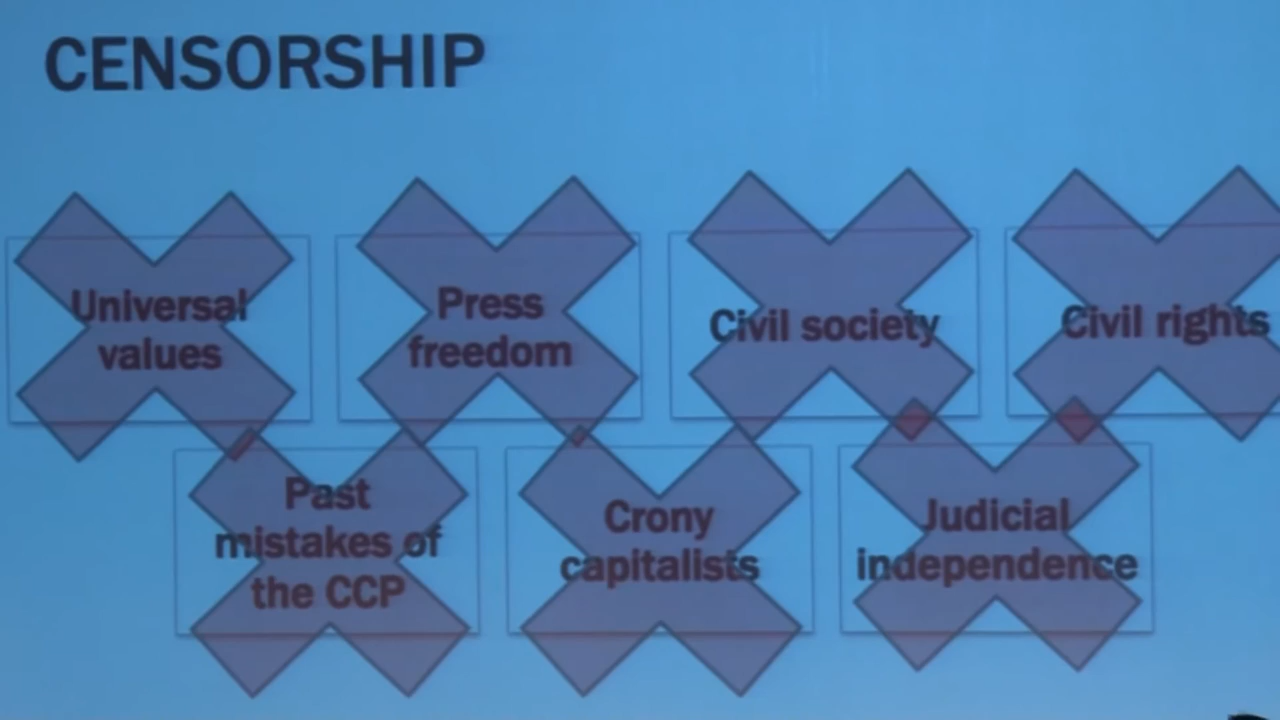 CENSORSHIP
Universal
values
Press
freedom
Civil society
Civil rights
Past
mistakes of
the CCP
Crony
capitalists
Judicial
independence